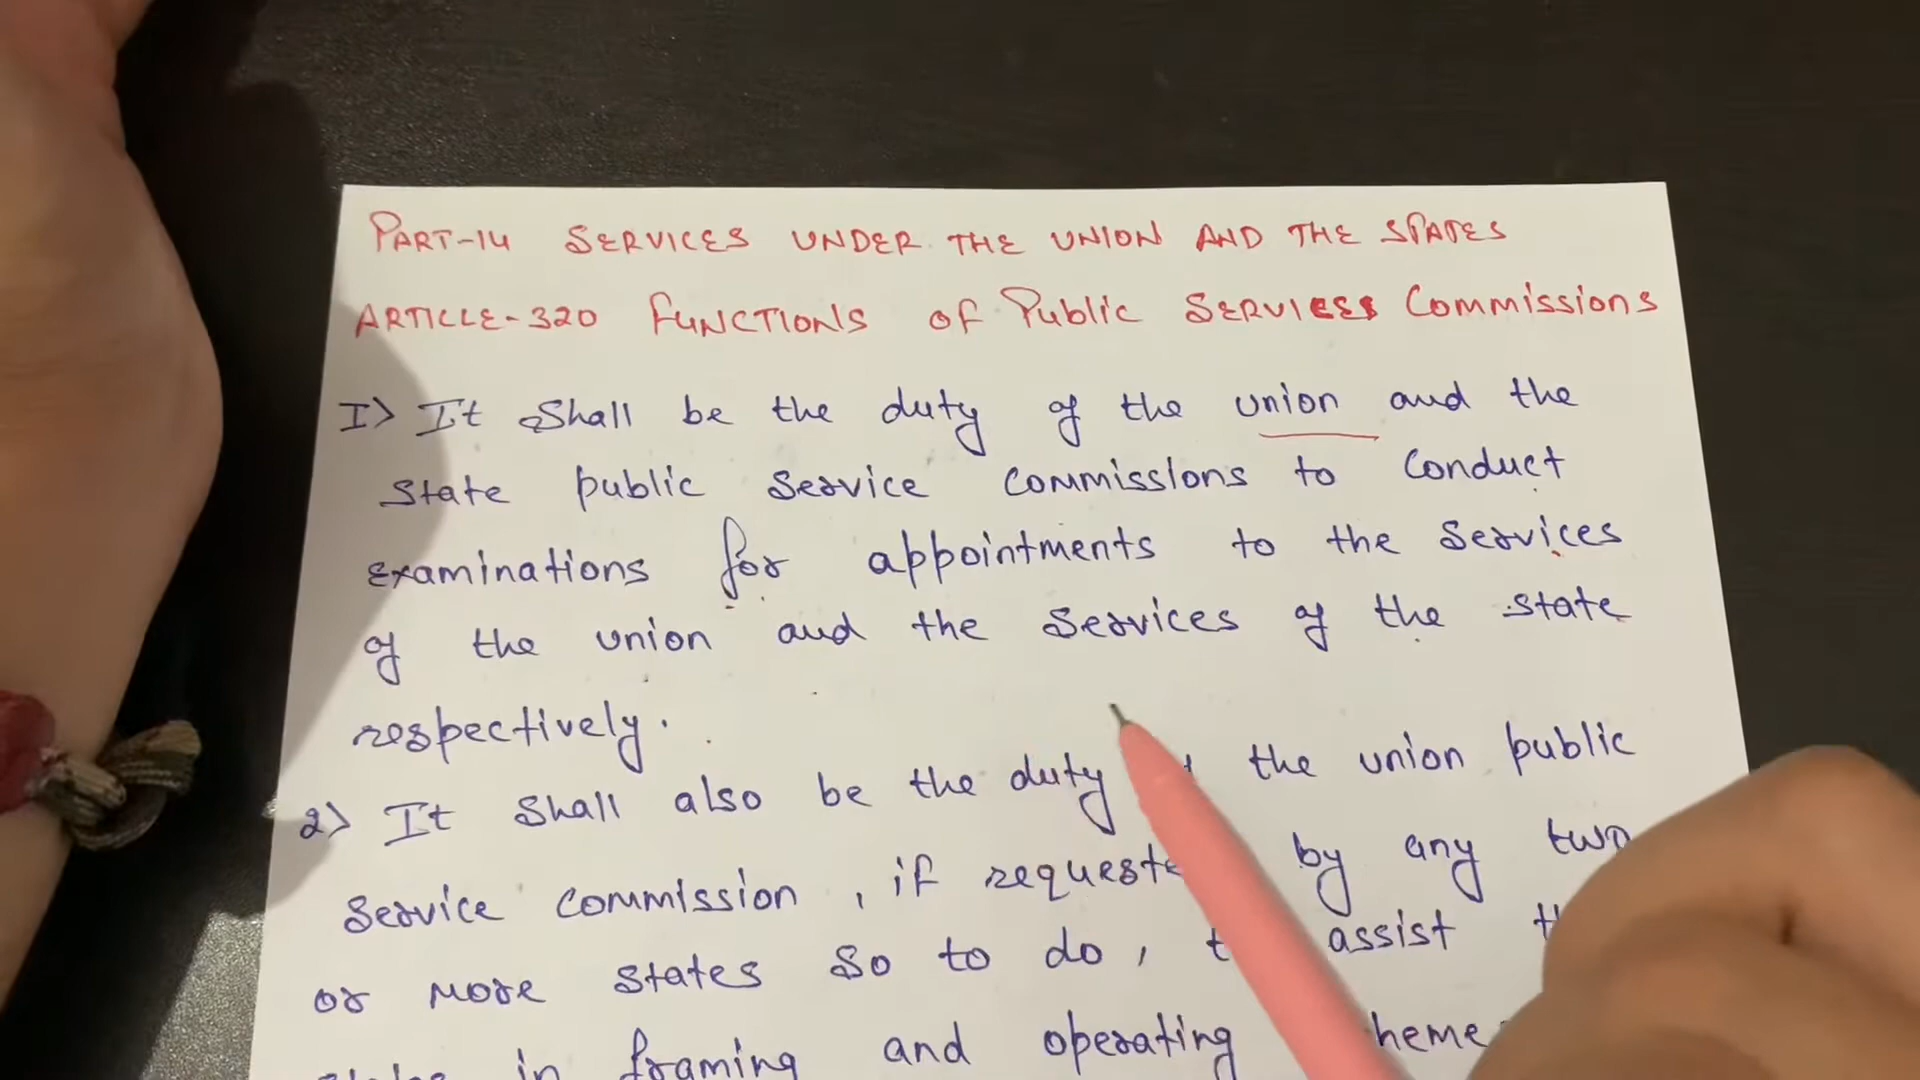 PART-14 SERVICES UNDER THE UNION AND THE STATES
ARTICLE-320 FUNCTIONS OF Public SERVICES Commissions
I) It Shall be the duty of the union and the
State public Service commissions to Conduct
examinations for appointments to the Services
of the union and the Services of the state
respectively.
2) It Shall also be the duty the union public
Service commission, if by any two
or more states so to do, assist
in framing and operating